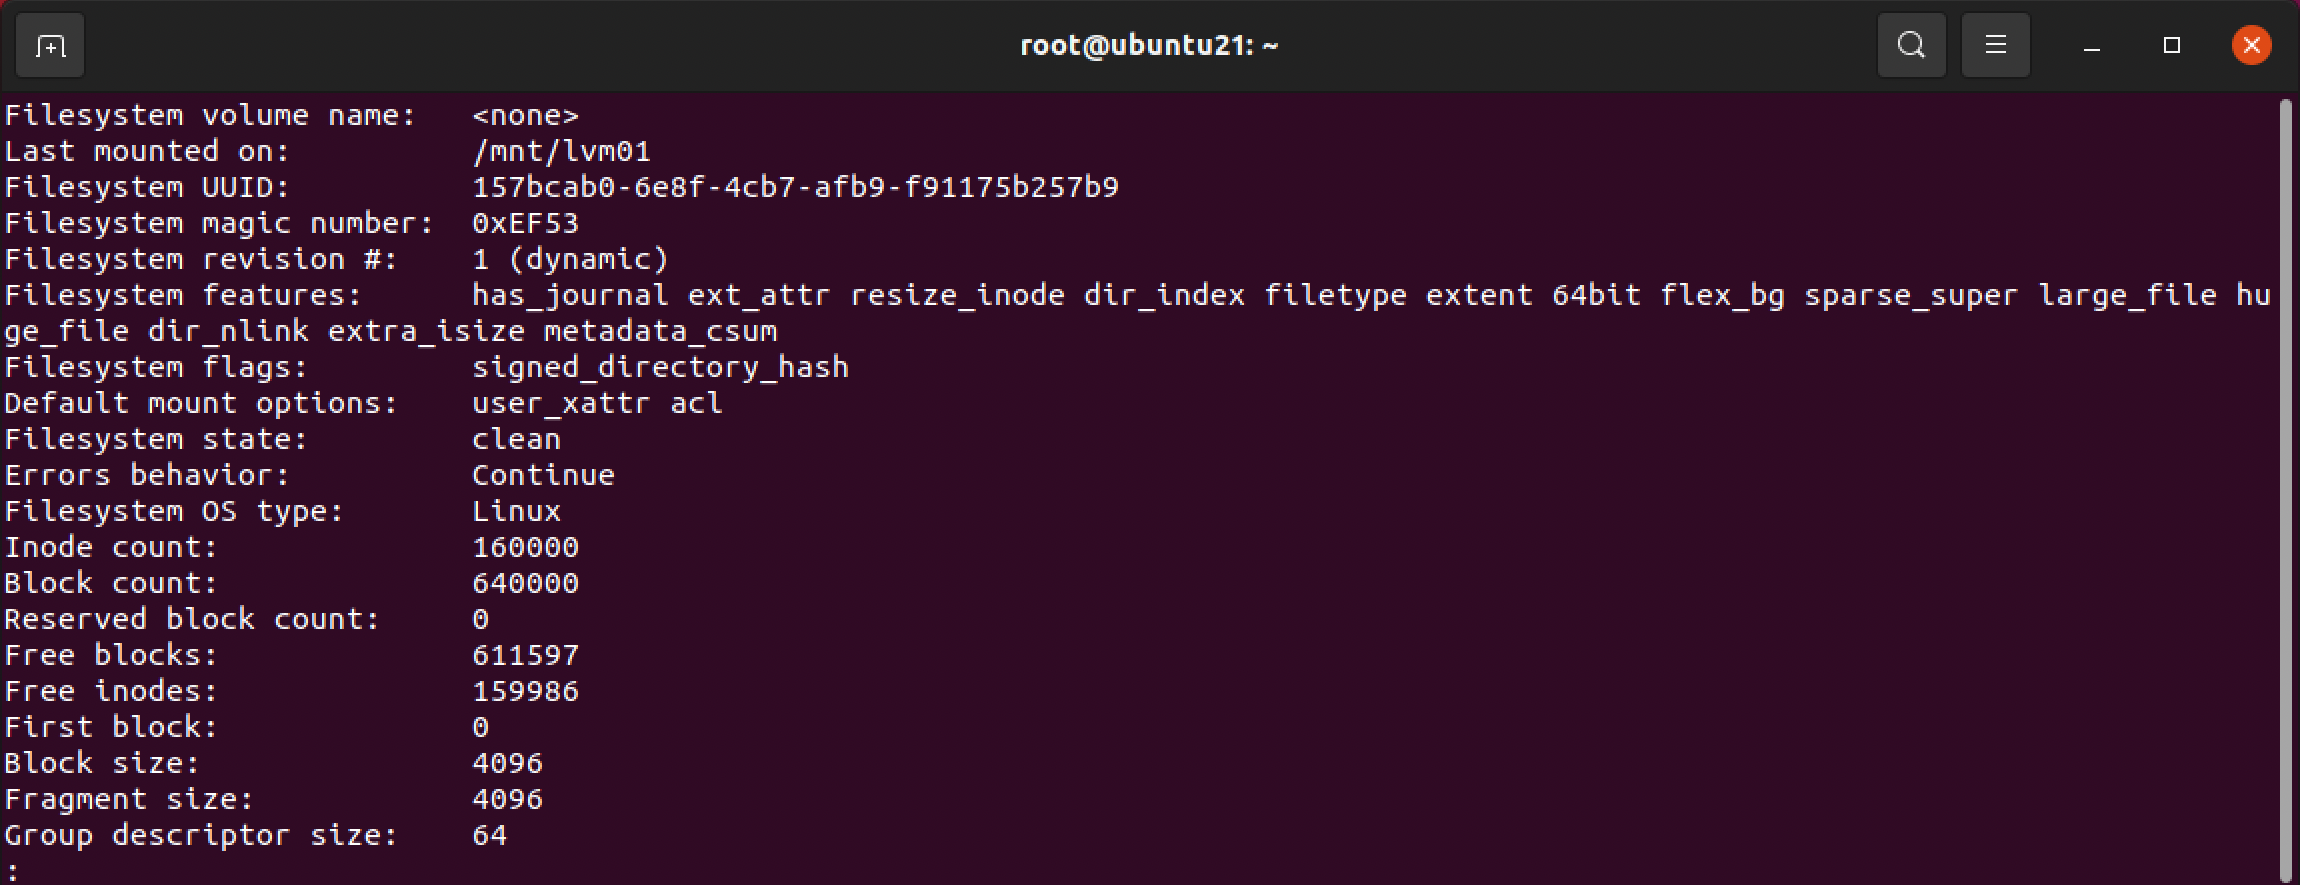 root@ubuntu21: ~
Filesystem volume name:   <none>
Last mounted on:          /mnt/lvm01
Filesystem UUID:          157bcab0-6e8f-4cb7-afb9-f91175b257b9
Filesystem magic number:  0xEF53
Filesystem revision #:    1 (dynamic)
Filesystem features:      has_journal ext_attr resize_inode dir_index filetype extent 64bit flex_bg sparse_super large_file hu
ge_file dir_nlink extra_isize metadata_csum
Filesystem flags:         signed_directory_hash
Default mount options:    user_xattr acl
Filesystem state:         clean
Errors behavior:          Continue
Filesystem OS type:       Linux
Inode count:              160000
Block count:              640000
Reserved block count:     0
Free blocks:              611597
Free inodes:              159986
First block:              0
Block size:               4096
Fragment size:            4096
Group descriptor size:    64
: